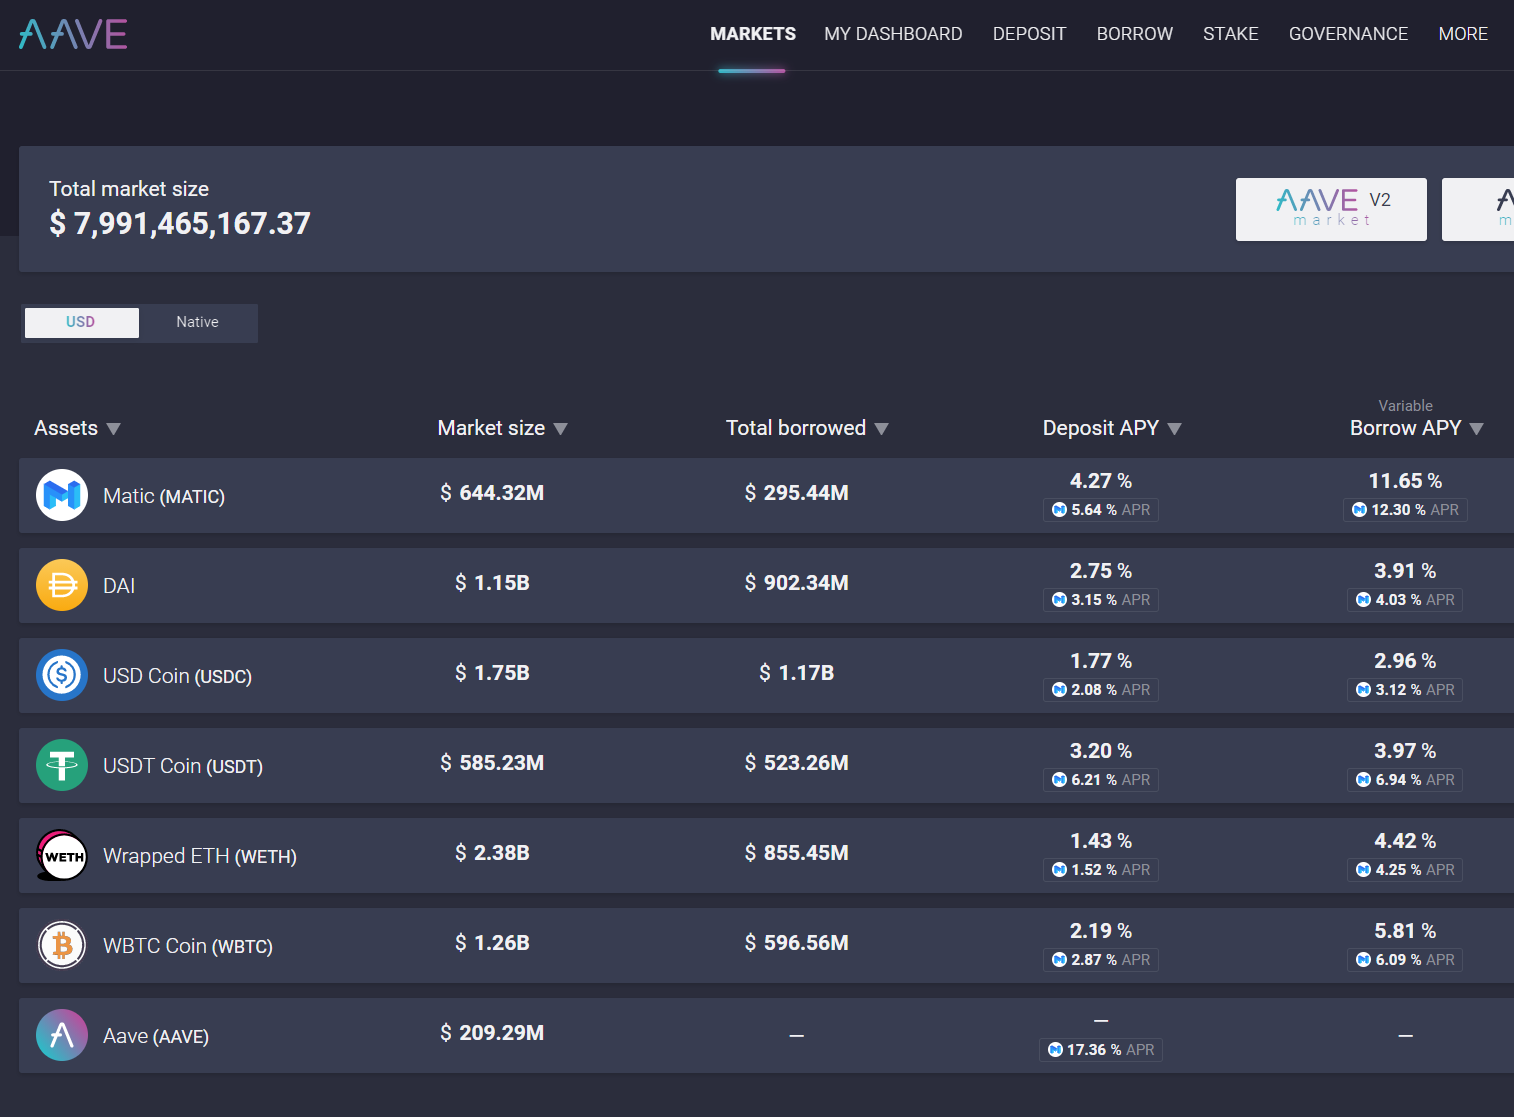 AAVE
MARKETS MY DASHBOARD DEPOSIT BORROW STAKE GOVERNANCE MORE
Total market size
$ 7,991,465,167.37
AAVE V2
market
USD Native
Variable
Assets Market size Total borrowed Deposit APY Borrow APY
Matic (MATIC) $ 644.32M $ 295.44M 4.27 % 11.65 %
5.64 % APR 12.30 % APR
DAI $ 1.15B $ 902.34M 2.75 % 3.91 %
3.15 % APR 4.03 % APR
USD Coin (USDC) $ 1.75B $ 1.17B 1.77 % 2.96 %
2.08 % APR 3.12 % APR
USDT Coin (USDT) $ 585.23M $ 523.26M 3.20 % 3.97 %
6.21 % APR 6.94 % APR
WETH Wrapped ETH (WETH) $ 2.38B $ 855.45M 1.43 % 4.42 %
1.52 % APR 4.25 % APR
WBTC Coin (WBTC) $ 1.26B $ 596.56M 2.19 % 5.81 %
2.87 % APR 6.09 % APR
Aave (AAVE) $ 209.29M — — —
17.36 % APR